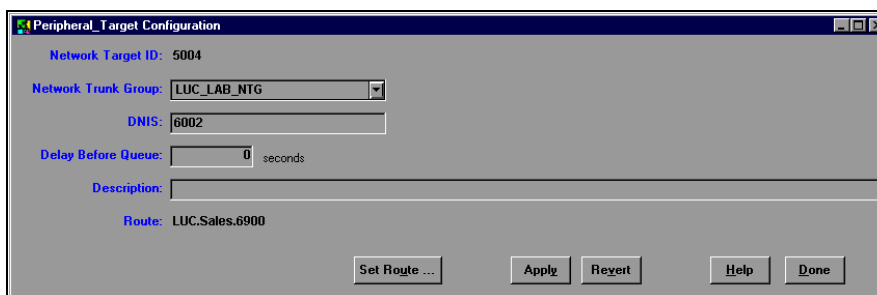 Peripheral_Target Configuration
Network Target ID: 5004
Network Trunk Group: LUC_LAB_NTG
DNIS: 6002
Delay Before Queue: 0 seconds
Description:
Route: LUC.Sales.6900
Set Route ... Apply Revert Help Done